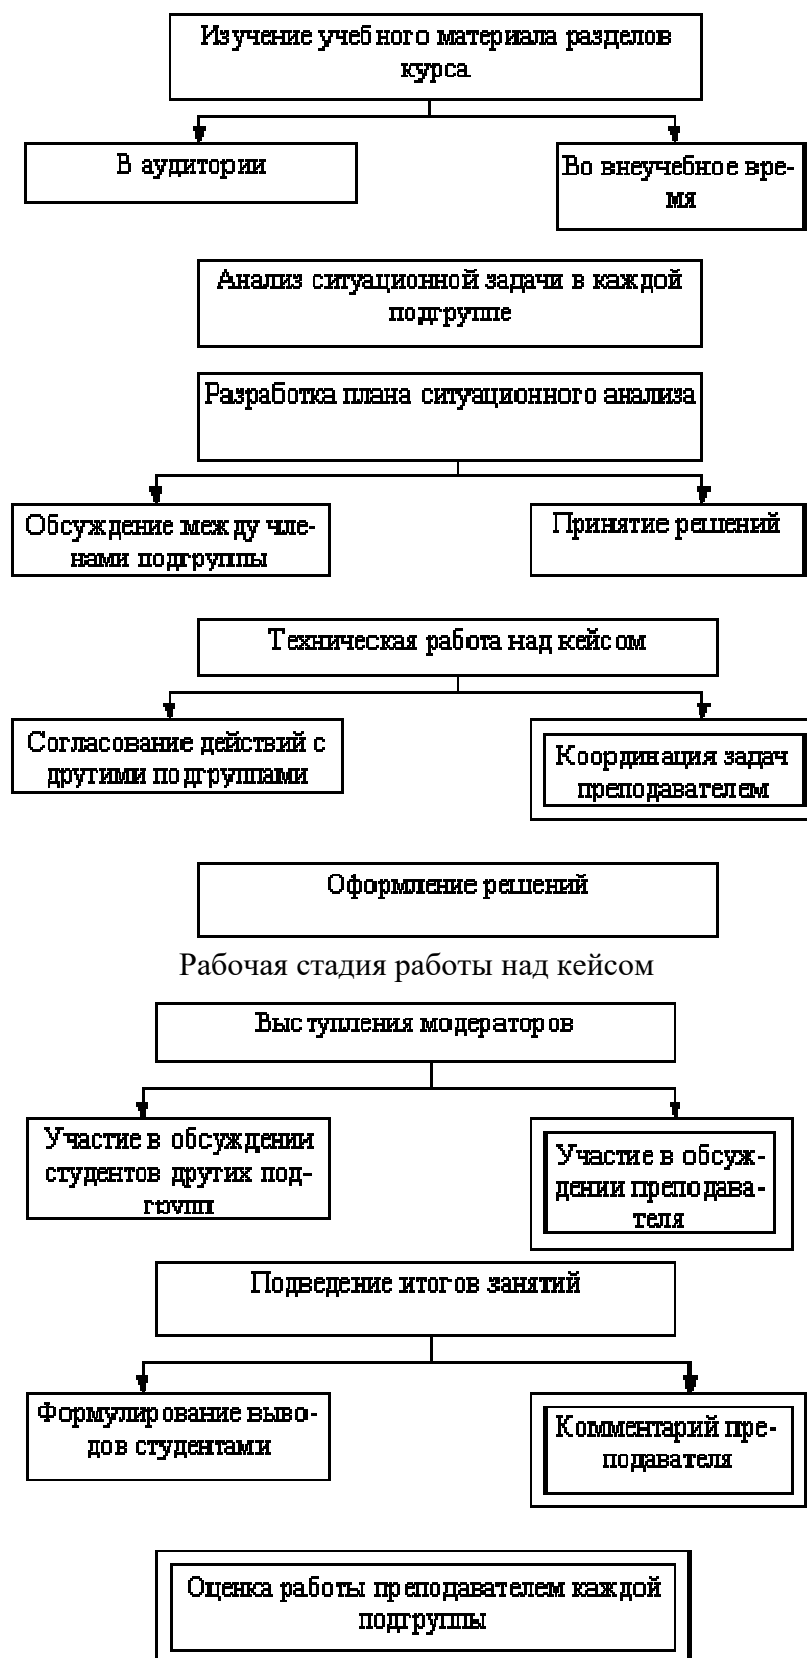 Изучение учебного материала разделов
курса
В аудитории
Во внеучебное вре-
мя
Анализ ситуационной задачи в каждой
подгруппе
Разработка плана ситуационного анализа
Обсуждение между чле-
нами подгруппы
Принятие решений
Техническая работа над кейсом
Согласование действий с
другими подгруппами
Координация задач
преподавателем
Оформление решений
Рабочая стадия работы над кейсом
Выступления модераторов
Участие в обсуждении
студентов других под-
групп
Участие в обсуж-
дении преподава-
теля
Подведение итогов занятий
Формулирование выво-
дов студентами
Комментарий пре-
подавателя
Оценка работы преподавателем каждой
подгруппы